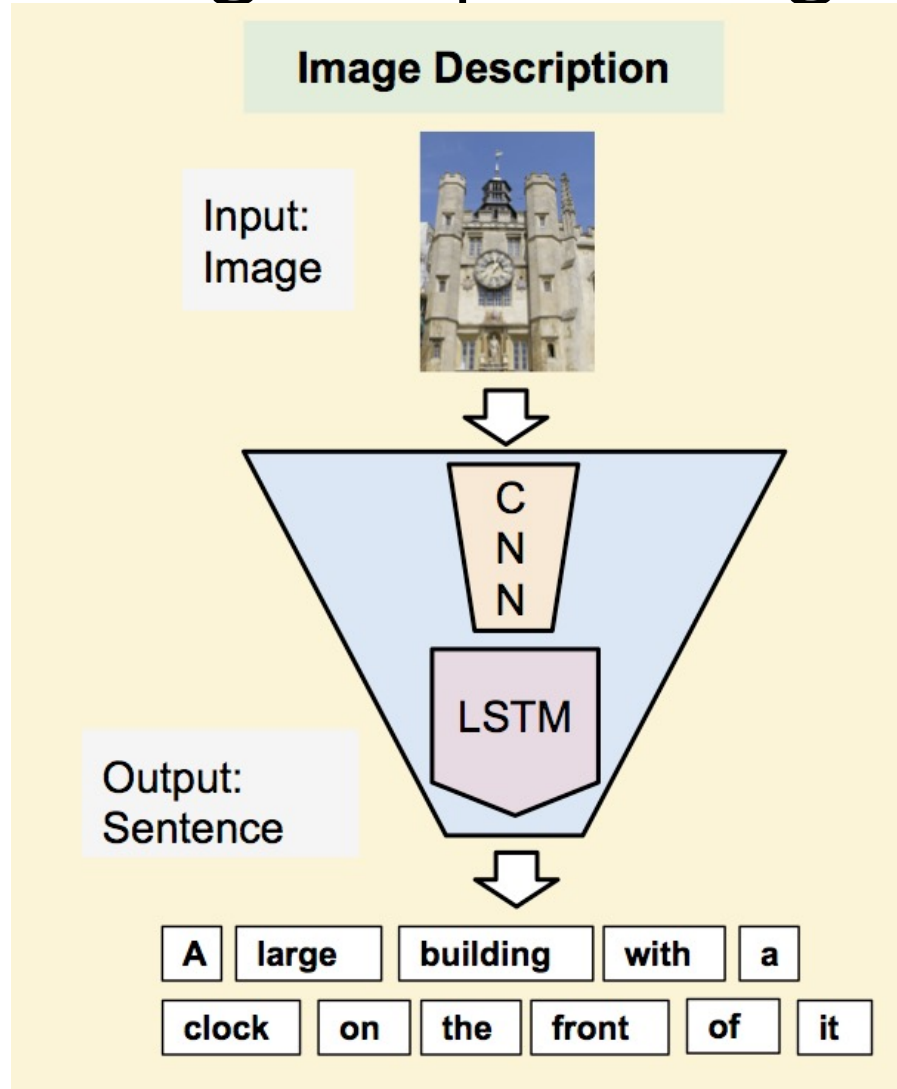 Image Description
Input:
Image
C
N
N
LSTM
Output:
Sentence
A large building with a
clock on the front of it